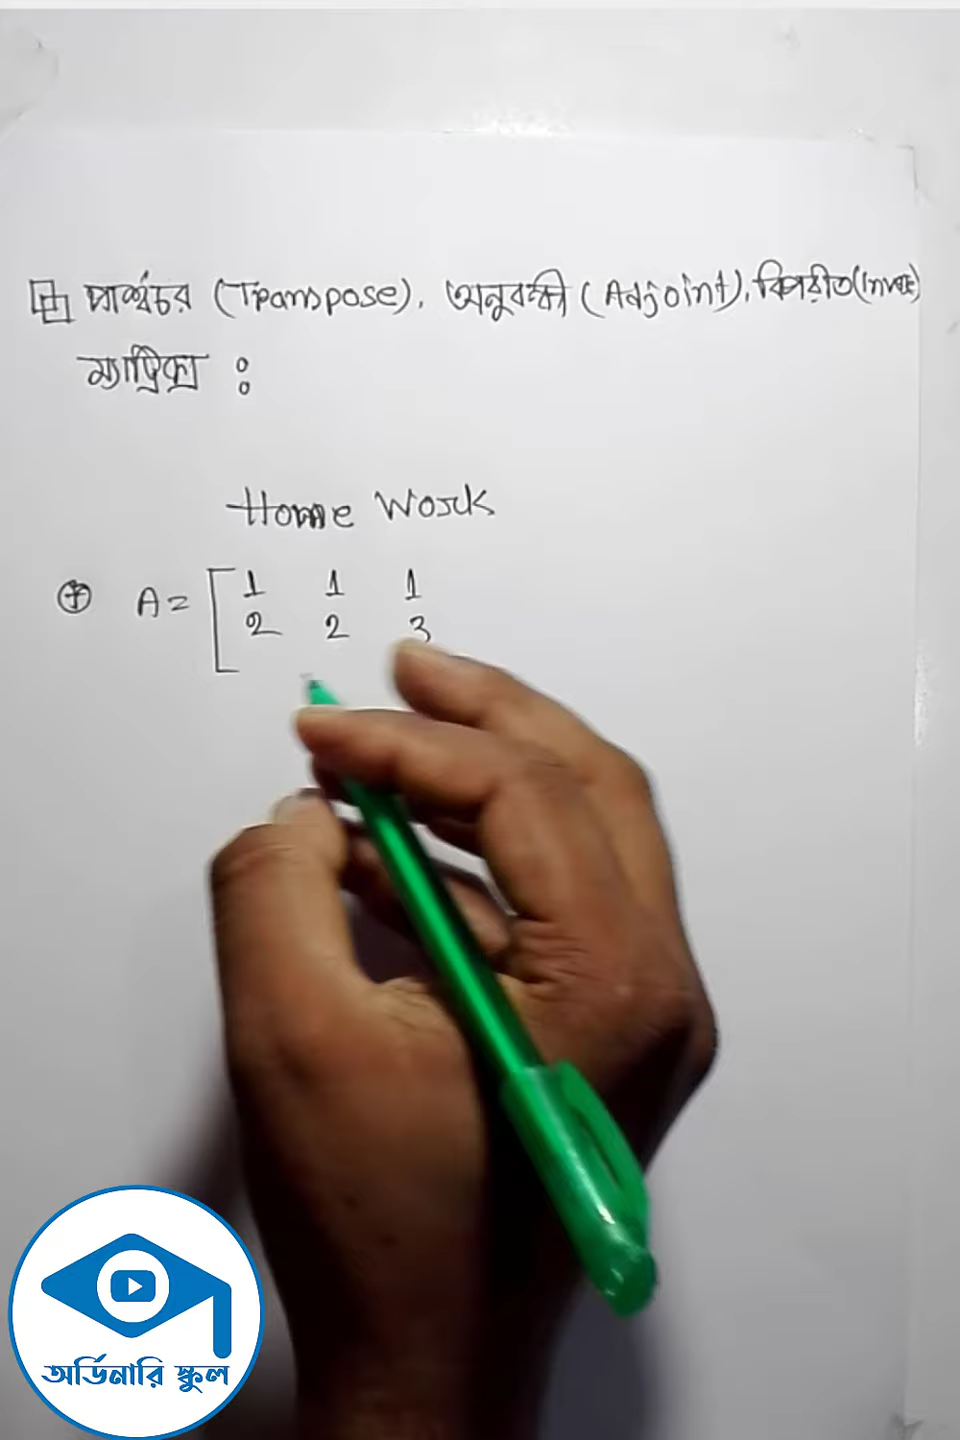 পার্শ্বচর (Transpose), অনুবন্ধী (Adjoint), বিপরীত (Inverse)
ম্যাট্রিক্স :
Home Work
A = [ 1 1 1
2 2 3
অর্ডিনারি স্কুল